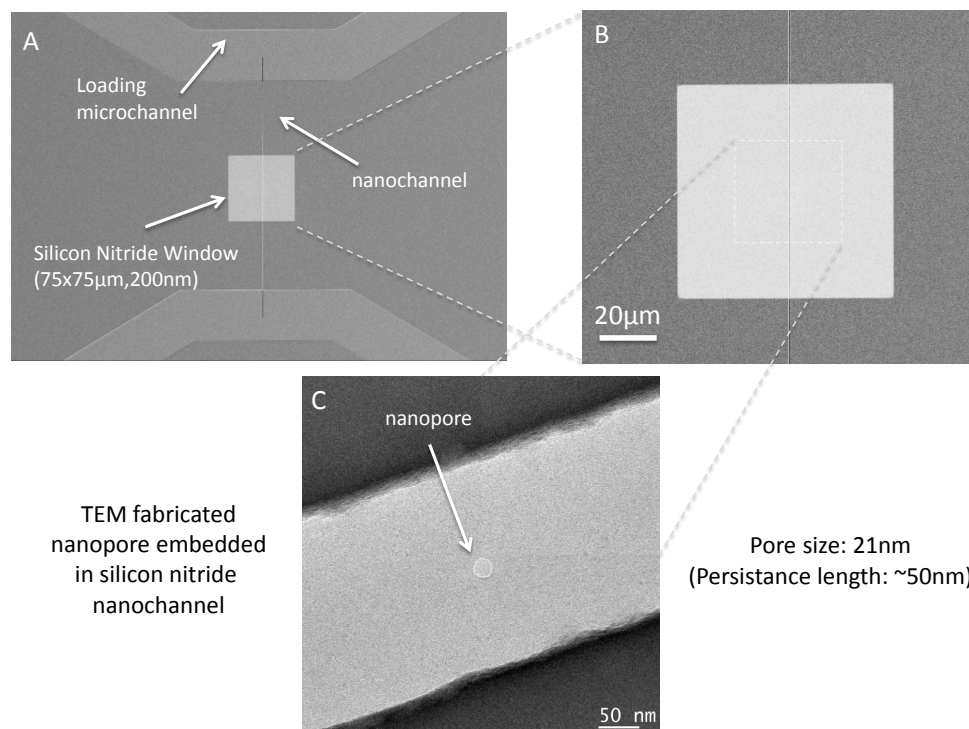 A
Loading
microchannel
nanochannel
Silicon Nitride Window
(75x75μm,200nm)
B
20μm
C
nanopore
50 nm
TEM fabricated
nanopore embedded
in silicon nitride
nanochannel
Pore size: 21nm
(Persistance length: ~50nm)